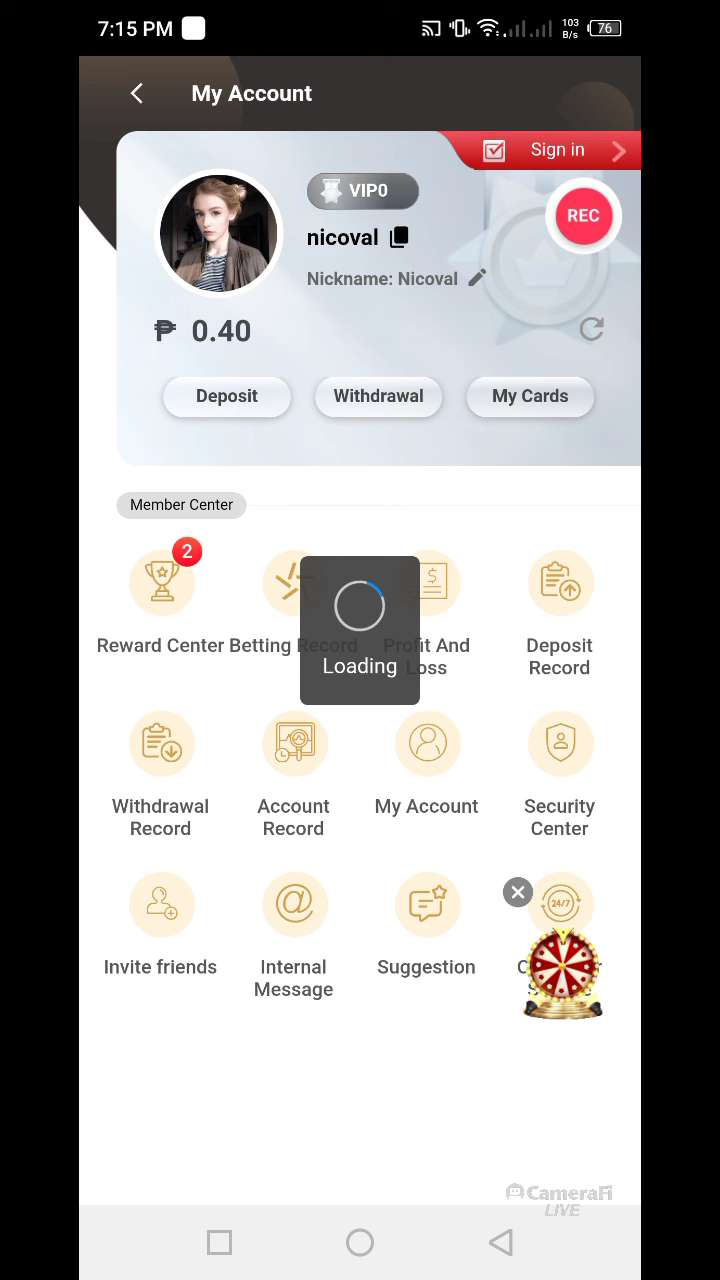 7:15 PM
103
B/s
76
My Account
Sign in
VIP0
REC
nicoval
Nickname: Nicoval
₱ 0.40
Deposit
Withdrawal
My Cards
Member Center
2
Reward Center
Betting Record
Profit And
Loss
Deposit
Record
Loading
Withdrawal
Record
Account
Record
My Account
Security
Center
24/7
Invite friends
Internal
Message
Suggestion
CameraFi
LIVE